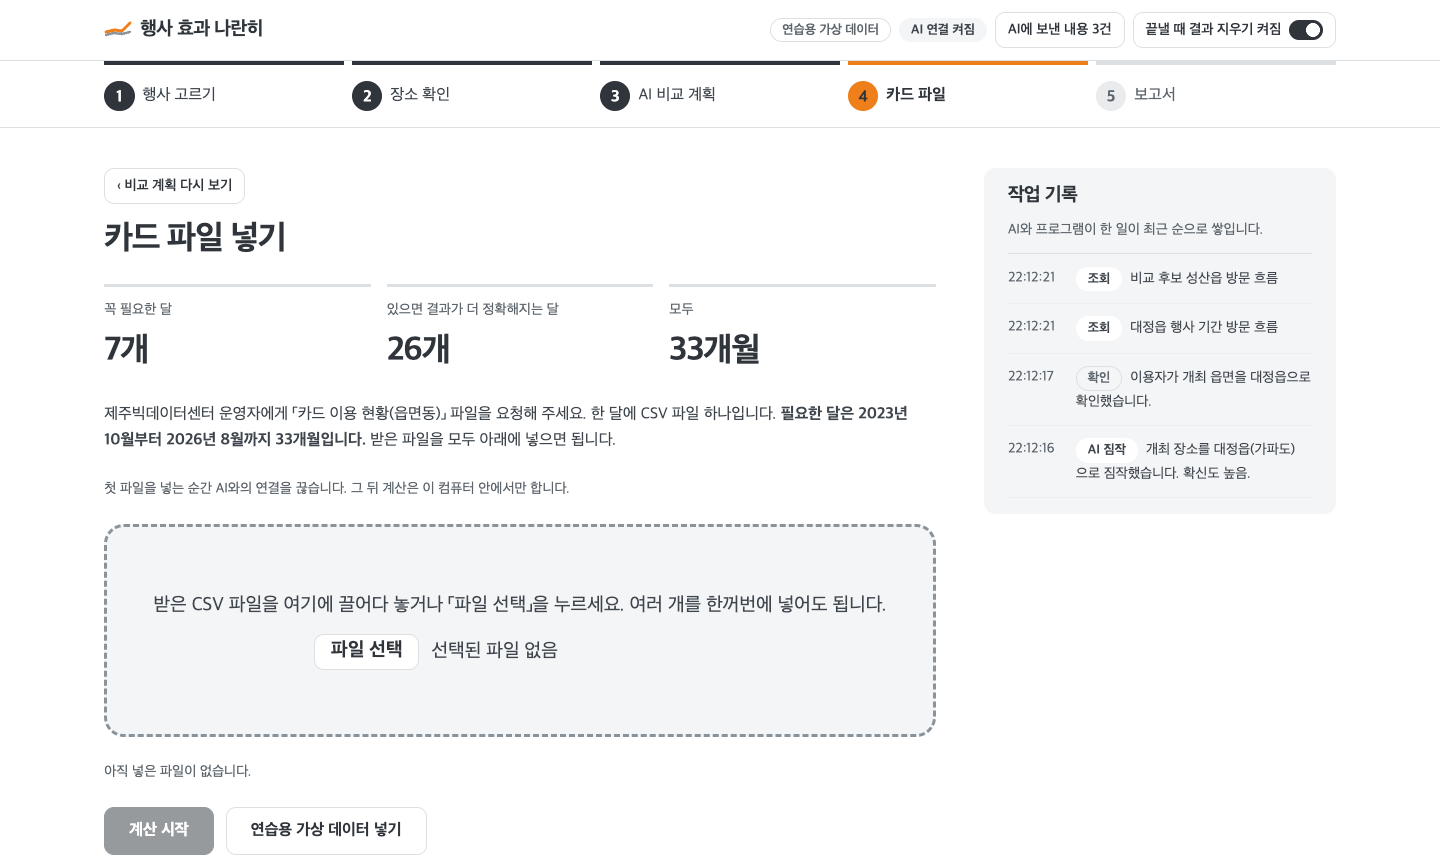 행사 효과 나란히
연습용 가상 데이터
AI 연결 켜짐
AI에 보낸 내용 3건
끝낼 때 결과 지우기 켜짐
1 행사 고르기
2 장소 확인
3 AI 비교 계획
4 카드 파일
5 보고서
‹ 비교 계획 다시 보기
카드 파일 넣기
꼭 필요한 달
7개
있으면 결과가 더 정확해지는 달
26개
모두
33개월
제주빅데이터센터 운영자에게 「카드 이용 현황(읍면동)」 파일을 요청해 주세요. 한 달에 CSV 파일 하나입니다. 필요한 달은 2023년
10월부터 2026년 8월까지 33개월입니다. 받은 파일을 모두 아래에 넣으면 됩니다.
첫 파일을 넣는 순간 AI와의 연결을 끊습니다. 그 뒤 계산은 이 컴퓨터 안에서만 합니다.
받은 CSV 파일을 여기에 끌어다 놓거나 「파일 선택」을 누르세요. 여러 개를 한꺼번에 넣어도 됩니다.
파일 선택 선택된 파일 없음
아직 넣은 파일이 없습니다.
계산 시작
연습용 가상 데이터 넣기
작업 기록
AI와 프로그램이 한 일이 최근 순으로 쌓입니다.
22:12:21 조회 비교 후보 성산읍 방문 흐름
22:12:21 조회 대정읍 행사 기간 방문 흐름
22:12:17 확인 이용자가 개최 읍면을 대정읍으로
확인했습니다.
22:12:16 AI 짐작 개최 장소를 대정읍(가파도)
으로 짐작했습니다. 확신도 높음.